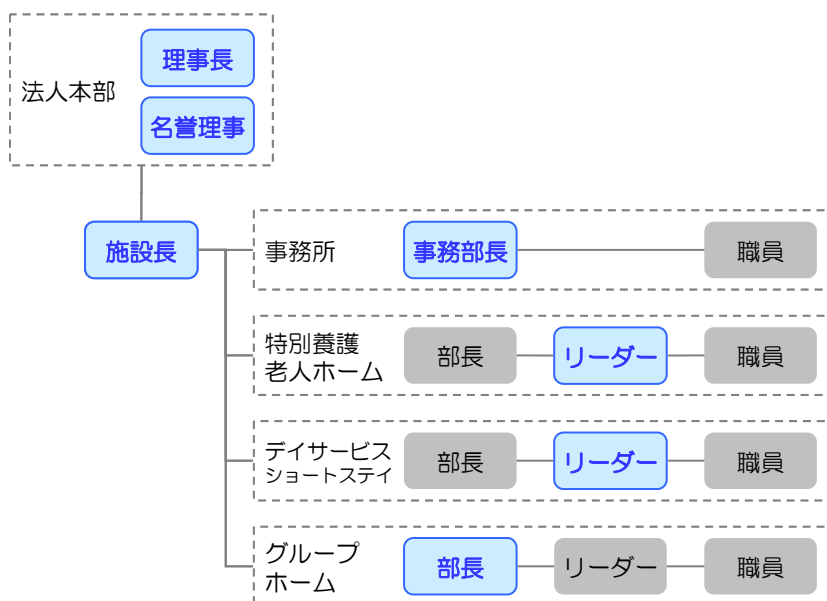 理事長
法人本部
名誉理事
施設長
事務所
事務部長
職員
特別養護
老人ホーム
部長
リーダー
職員
デイサービス
ショートステイ
部長
リーダー
職員
グループ
ホーム
部長
リーダー
職員